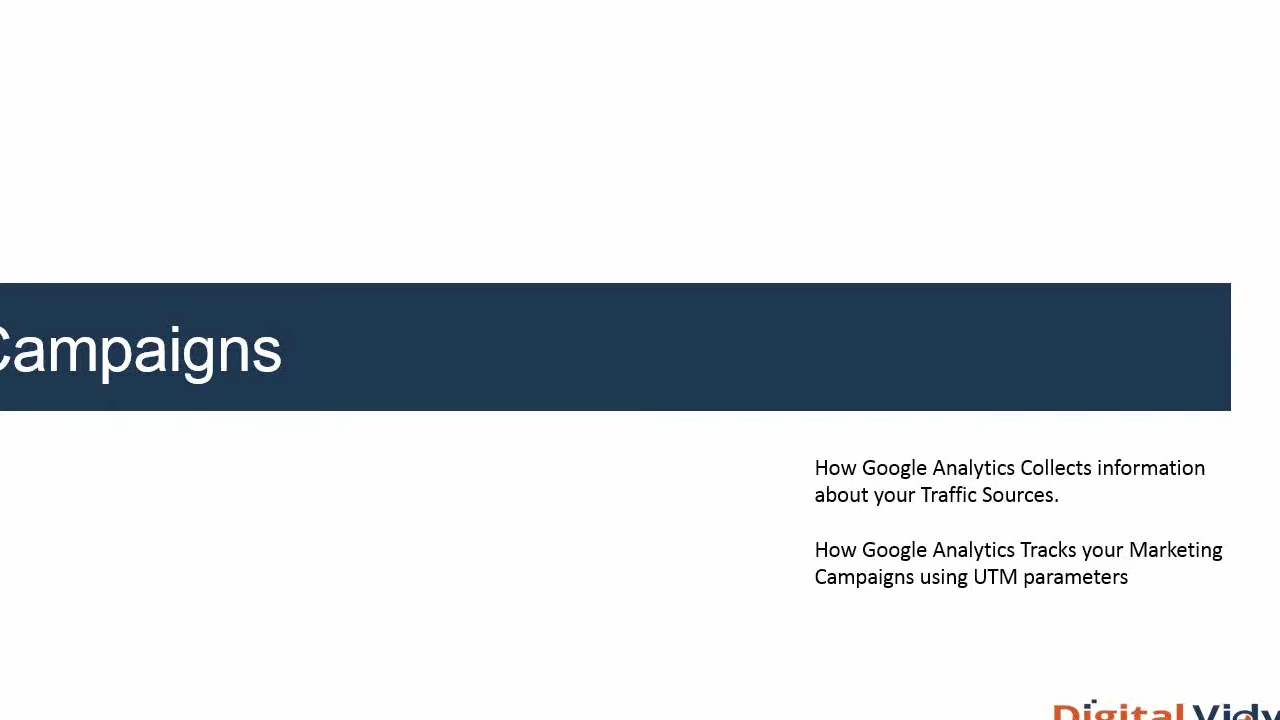 Campaigns
How Google Analytics Collects information
about your Traffic Sources.
How Google Analytics Tracks your Marketing
Campaigns using UTM parameters
Digital